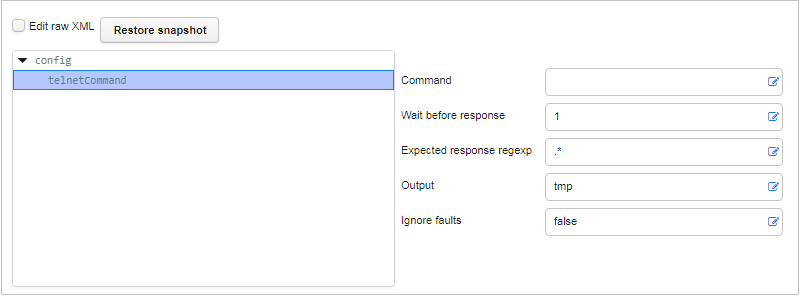 Edit raw XML Restore snapshot
config
telnetCommand
Command
Wait before response 1
Expected response regexp .*
Output tmp
Ignore faults false